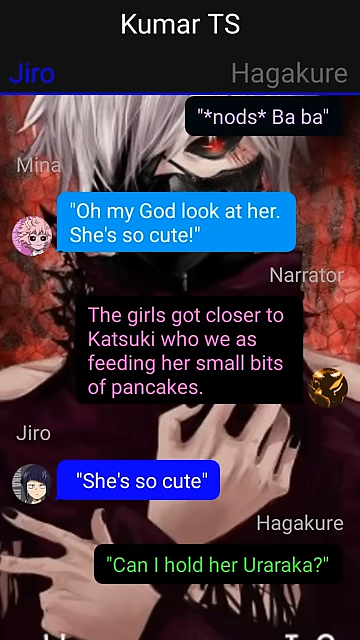 Kumar TS
Jiro
Hagakure
"*nods* Ba ba"
Mina
"Oh my God look at her.
She's so cute!"
Narrator
The girls got closer to
Katsuki who we as
feeding her small bits
of pancakes.
Jiro
"She's so cute"
Hagakure
"Can I hold her Uraraka?"